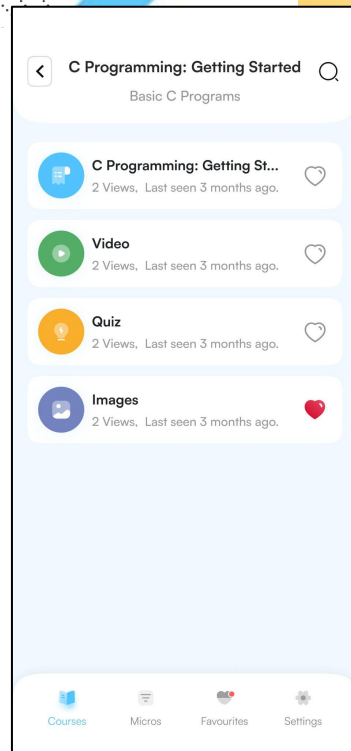 C Programming: Getting Started
Basic C Programs
C Programming: Getting St...
2 Views, Last seen 3 months ago.
Video
2 Views, Last seen 3 months ago.
Quiz
2 Views, Last seen 3 months ago.
Images
2 Views, Last seen 3 months ago.
Courses Micros Favourites Settings